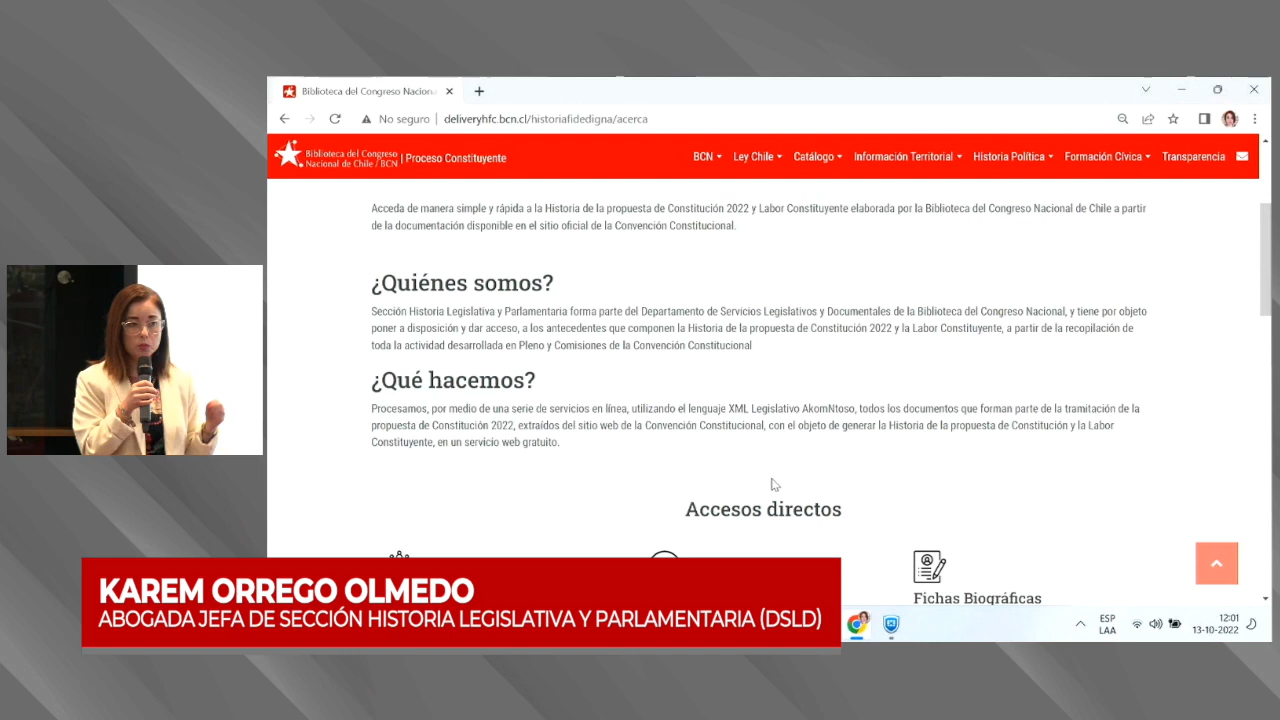 Biblioteca del Congreso Naciona
No seguro
deliveryhfc.bcn.cl/historiafidedigna/acerca
Biblioteca del Congreso
Nacional de Chile / BCN
| Proceso Constituyente
BCN
Ley Chile
Catálogo
Información Territorial
Historia Política
Formación Cívica
Transparencia
Acceda de manera simple y rápida a la Historia de la propuesta de Constitución 2022 y Labor Constituyente elaborada por la Biblioteca del Congreso Nacional de Chile a partir
de la documentación disponible en el sitio oficial de la Convención Constitucional.
¿Quiénes somos?
Sección Historia Legislativa y Parlamentaria forma parte del Departamento de Servicios Legislativos y Documentales de la Biblioteca del Congreso Nacional, y tiene por objeto
poner a disposición y dar acceso, a los antecedentes que componen la Historia de la propuesta de Constitución 2022 y la Labor Constituyente, a partir de la recopilación de
toda la actividad desarrollada en Pleno y Comisiones de la Convención Constitucional
¿Qué hacemos?
Procesamos, por medio de una serie de servicios en línea, utilizando el lenguaje XML Legislativo AkomNtoso, todos los documentos que forman parte de la tramitación de la
propuesta de Constitución 2022, extraídos del sitio web de la Convención Constitucional, con el objeto de generar la Historia de la propuesta de Constitución y la Labor
Constituyente, en un servicio web gratuito.
Accesos directos
Fichas Biográficas
KAREM ORREGO OLMEDO
ABOGADA JEFA DE SECCIÓN HISTORIA LEGISLATIVA Y PARLAMENTARIA (DSLD)
ESP
LAA
12:01
13-10-2022